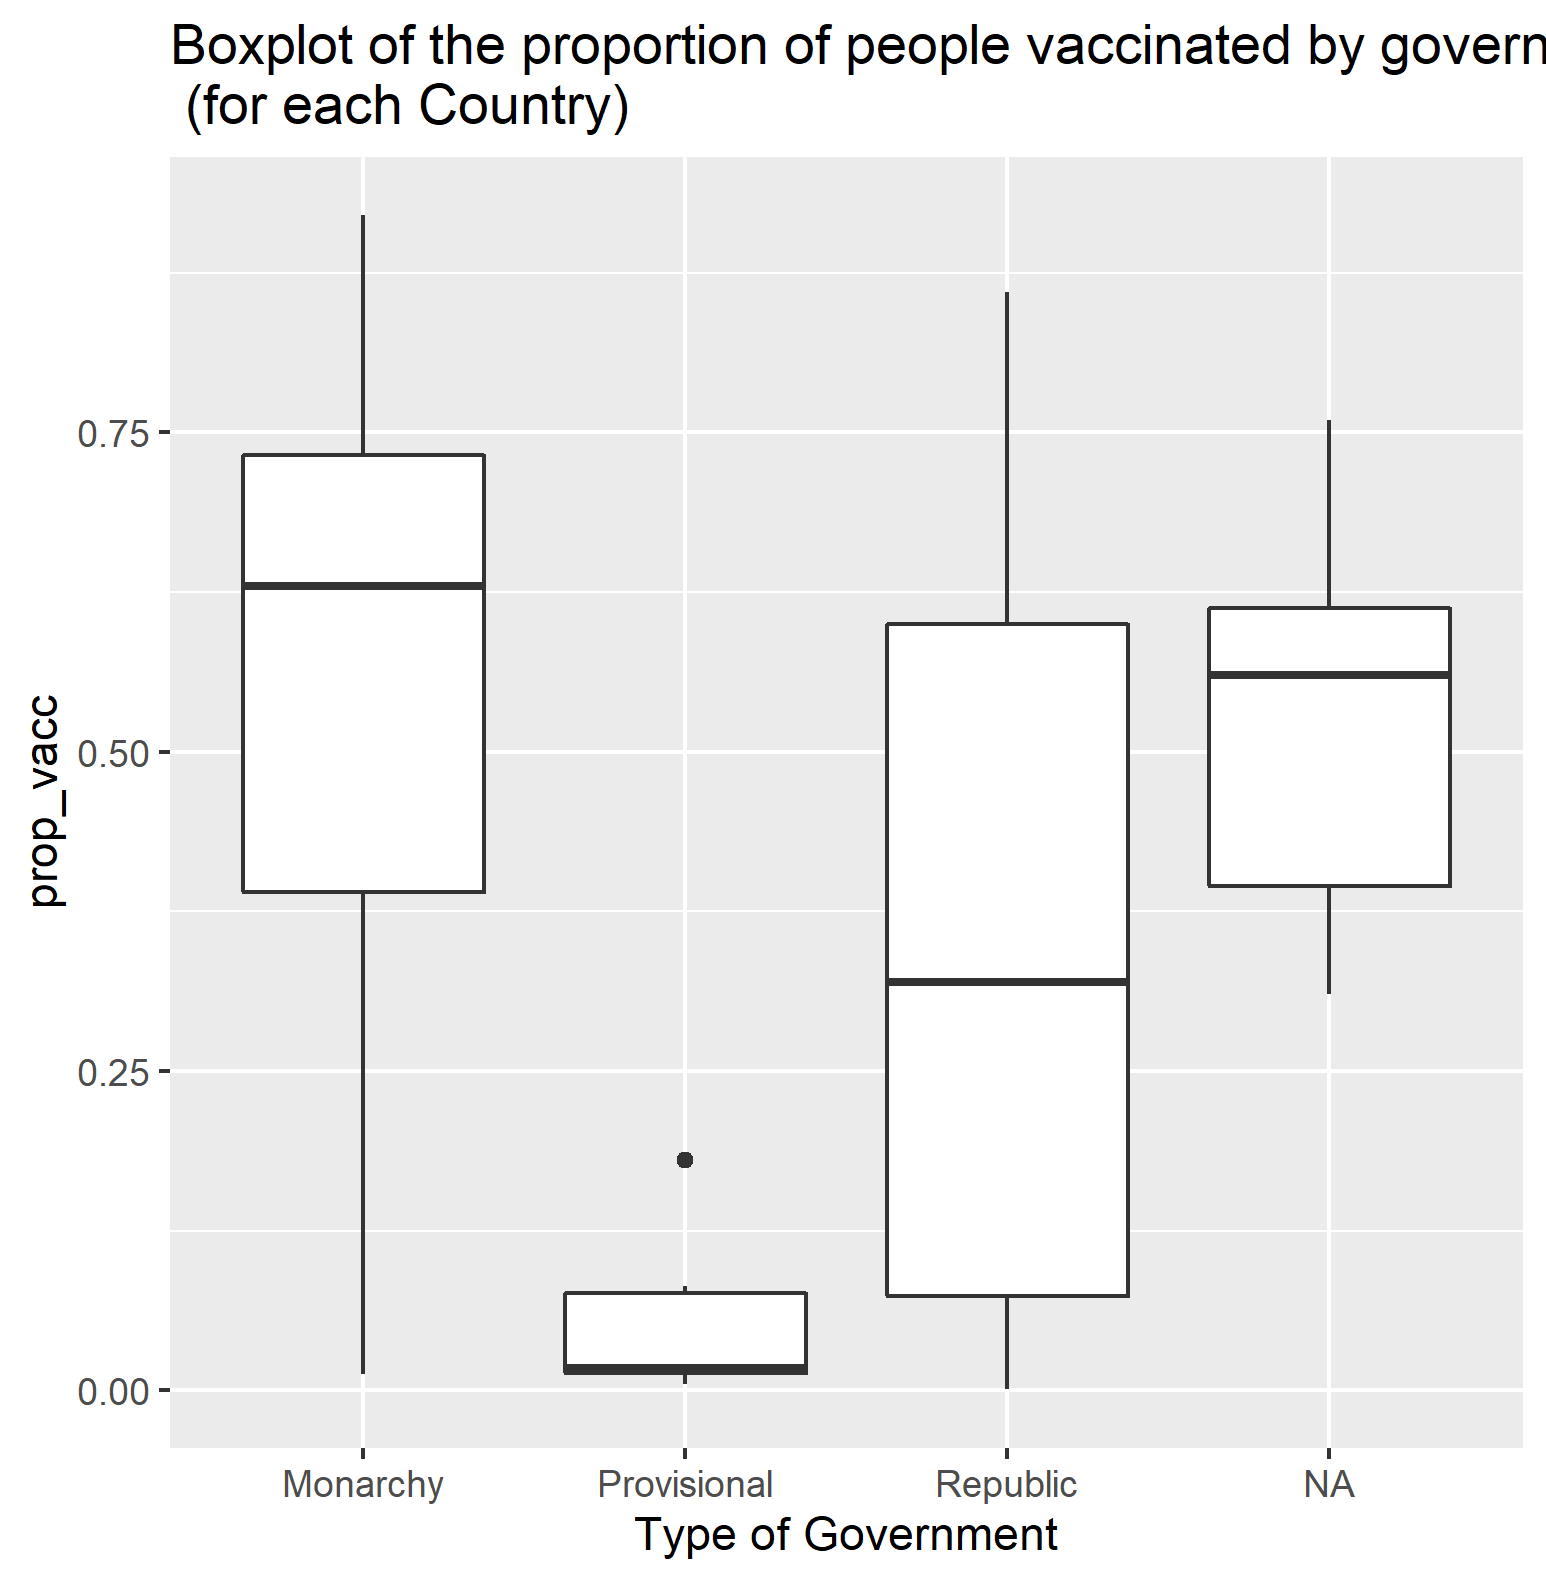 Boxplot of the proportion of people vaccinated by govern
(for each Country)
prop_vacc
0.75
0.50
0.25
0.00
Monarchy Provisional Republic NA
Type of Government